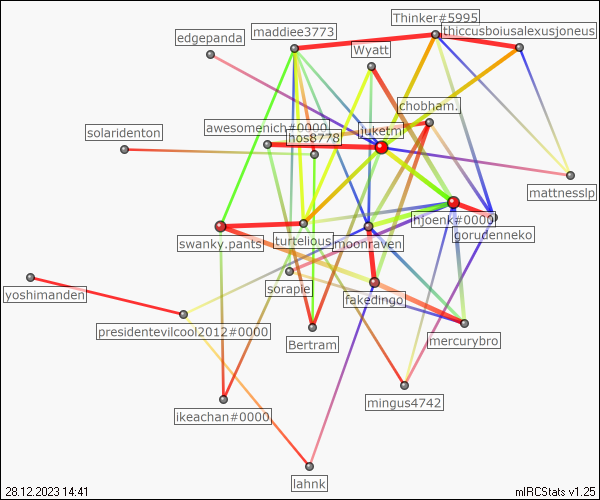 Thinker#5995
maddiee3773
thiccusboiusalexusjoneus
edgepanda
Wyatt
chobham.
awesomenich#0000
juketmi
solaridenton
hos8778
mattnesslp
hjoenk#0000
gorudenneko
swanky.pants
turtelious
moonraven
sorapie
yoshimanden
fakedingo
presidentevilcool2012#0000
Bertram
mercurybro
mingus4742
ikeachan#0000
lahnk
28.12.2023 14:41
mIRCStats v1.25